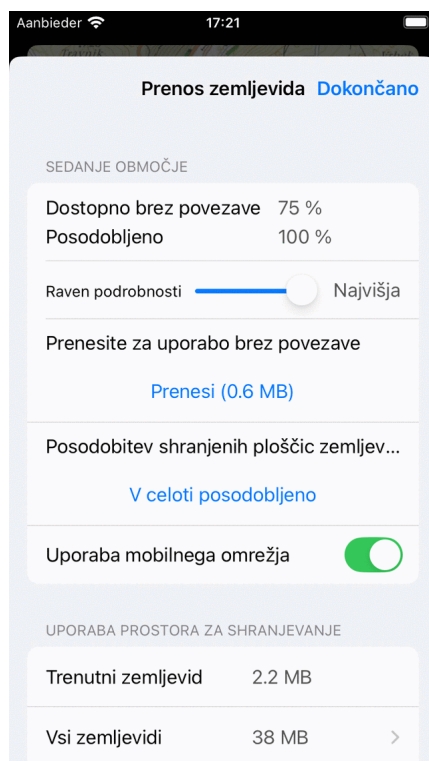 Aanbieder 17:21
Prenos zemljevida Dokončano
SEDANJE OBMOČJE
Dostopno brez povezave 75 %
Posodobljeno 100 %
Raven podrobnosti Najvišja
Prenesite za uporabo brez povezave
Prenesi (0.6 MB)
Posodobitev shranjenih ploščic zemljev...
V celoti posodobljeno
Uporaba mobilnega omrežja
UPORABA PROSTORA ZA SHRANJEVANJE
Trenutni zemljevid 2.2 MB
Vsi zemljevidi 38 MB